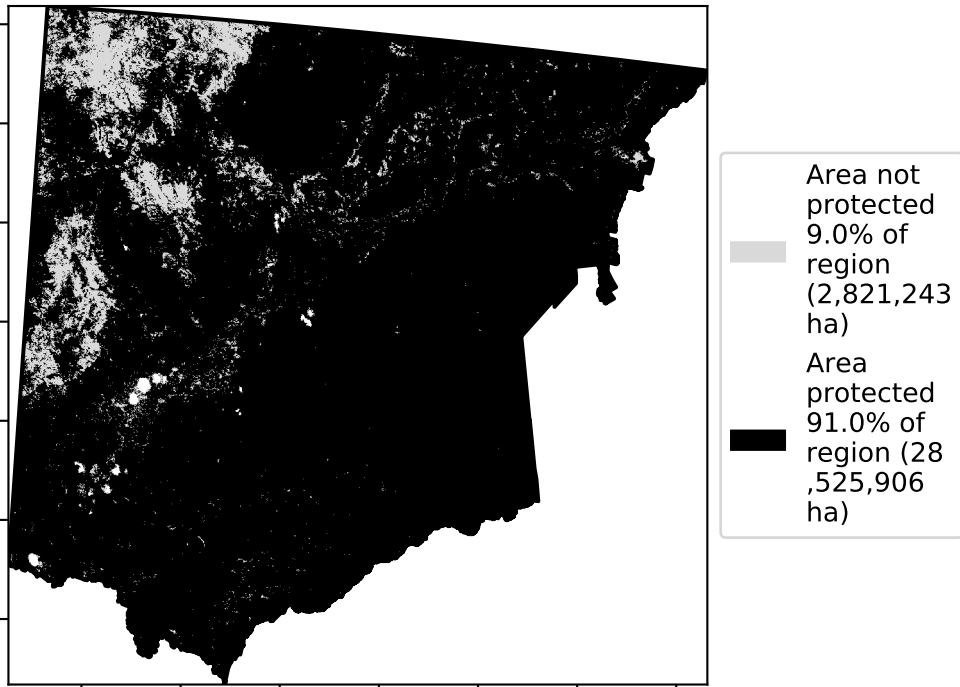 Area not
protected
9.0% of
region
(2,821,243
ha)
Area
protected
91.0% of
region (28
,525,906
ha)